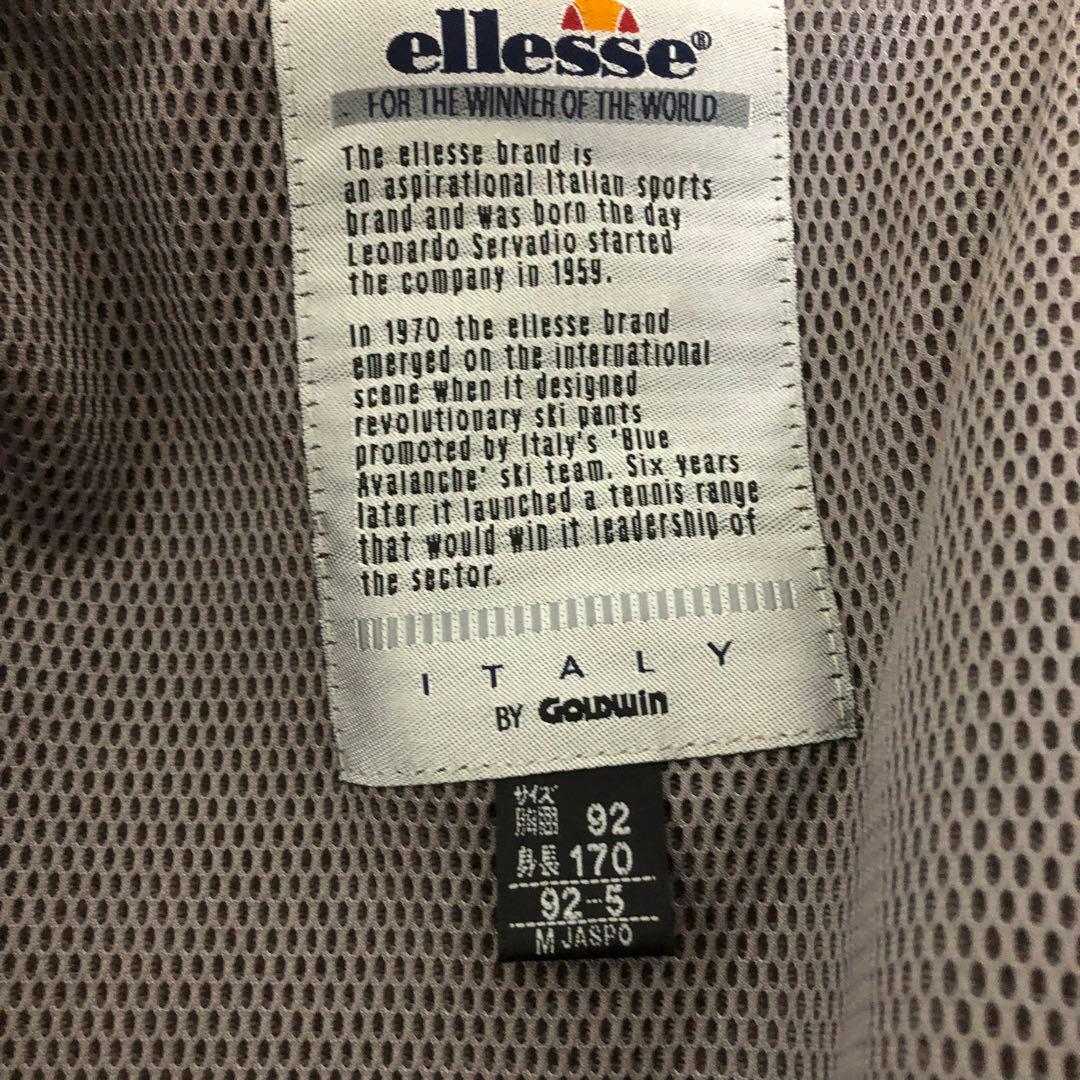 ellesse®
FOR THE WINNER OF THE WORLD
The ellesse brand is
an aspirational Italian sports
brand and was born the day
Leonardo Servadio started
the company in 1959.
In 1970 the ellesse brand
emerged on the international
scene when it designed
revolutionary ski pants
promoted by Italy's 'Blue
Avalanche' ski team. Six years
later it launched a tennis range
that would win it leadership of
the sector.
ITALY
BY GOLDWIN
サイズ
胸囲 92
身長 170
92-5
M JASPO